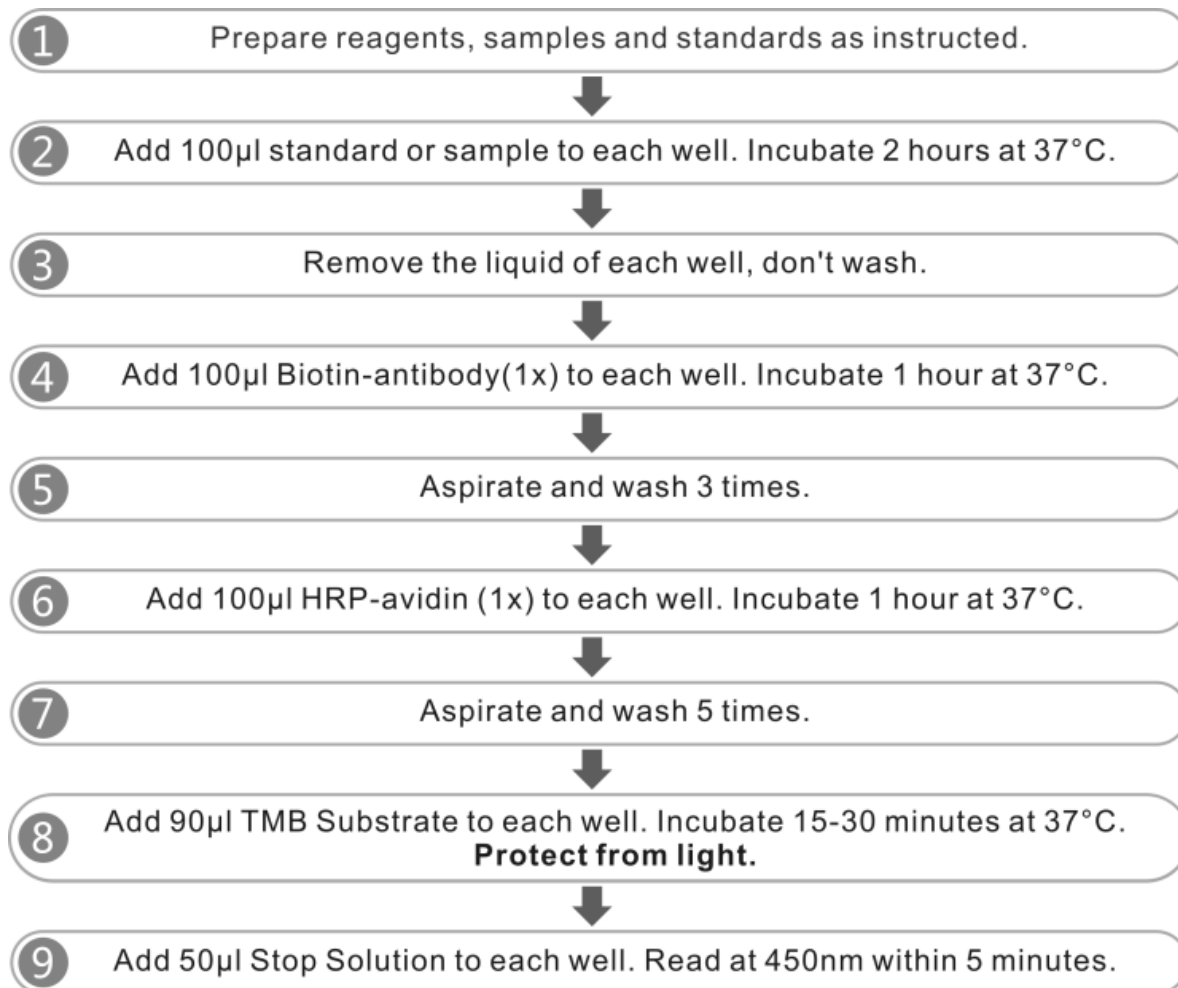 1 Prepare reagents, samples and standards as instructed.
2 Add 100μl standard or sample to each well. Incubate 2 hours at 37°C.
3 Remove the liquid of each well, don't wash.
4 Add 100μl Biotin-antibody(1x) to each well. Incubate 1 hour at 37°C.
5 Aspirate and wash 3 times.
6 Add 100μl HRP-avidin (1x) to each well. Incubate 1 hour at 37°C.
7 Aspirate and wash 5 times.
8 Add 90μl TMB Substrate to each well. Incubate 15-30 minutes at 37°C.
Protect from light.
9 Add 50μl Stop Solution to each well. Read at 450nm within 5 minutes.